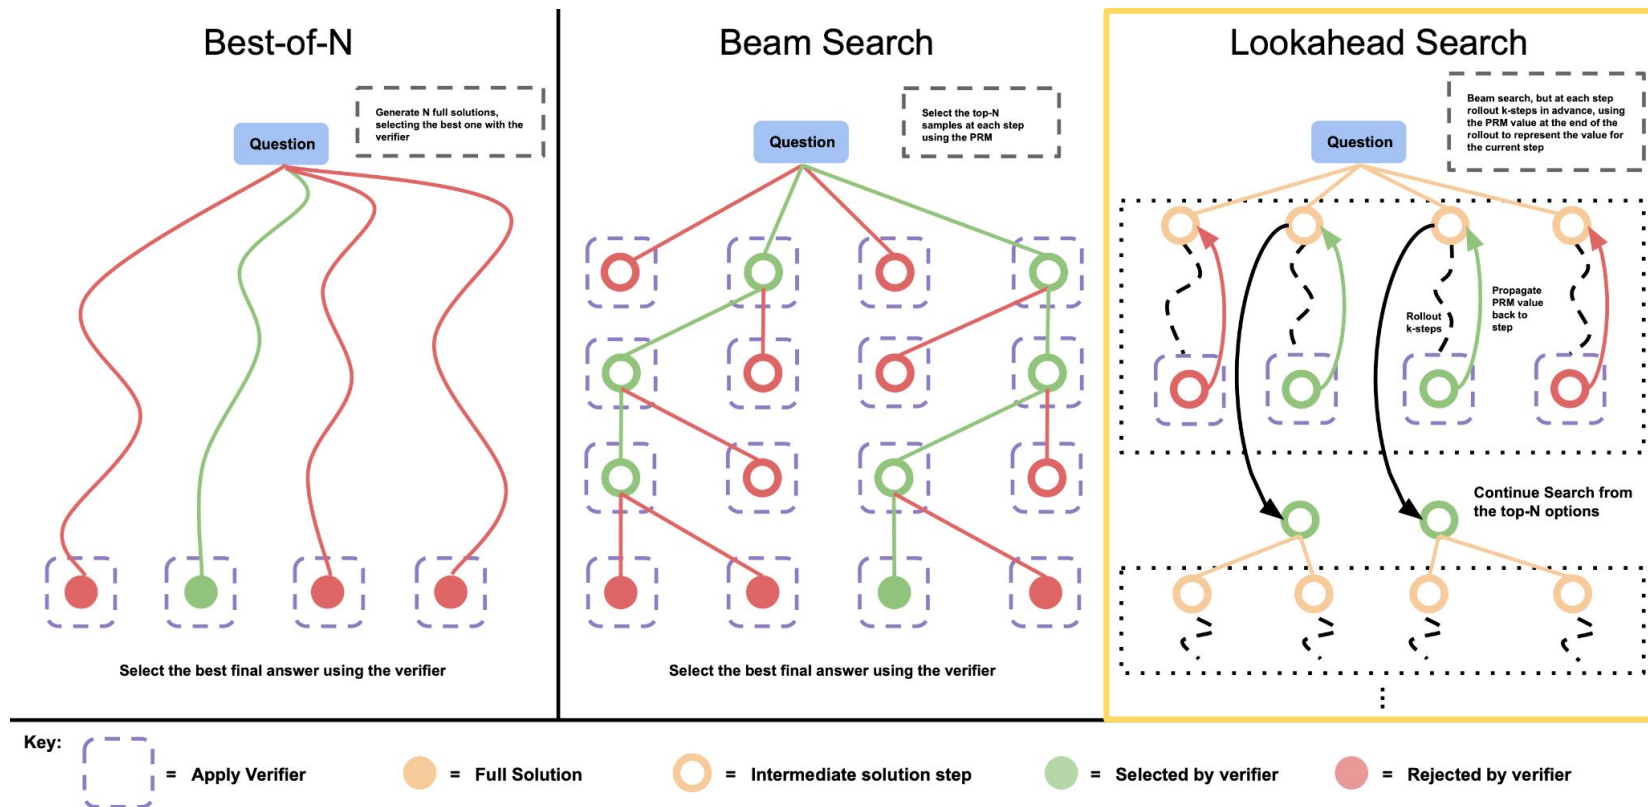 Best-of-N
Generate N full solutions,
selecting the best one with the
verifier
Question
Select the best final answer using the verifier
Beam Search
Select the top-N
samples at each step
using the PRM
Question
Select the best final answer using the verifier
Lookahead Search
Beam search, but at each step
rollout k-steps in advance, using
the PRM value at the end of the
rollout to represent the value for
the current step
Question
Propagate
PRM value
back to
step
Rollout
k-steps
Continue Search from
the top-N options
Key:
= Apply Verifier
= Full Solution
= Intermediate solution step
= Selected by verifier
= Rejected by verifier